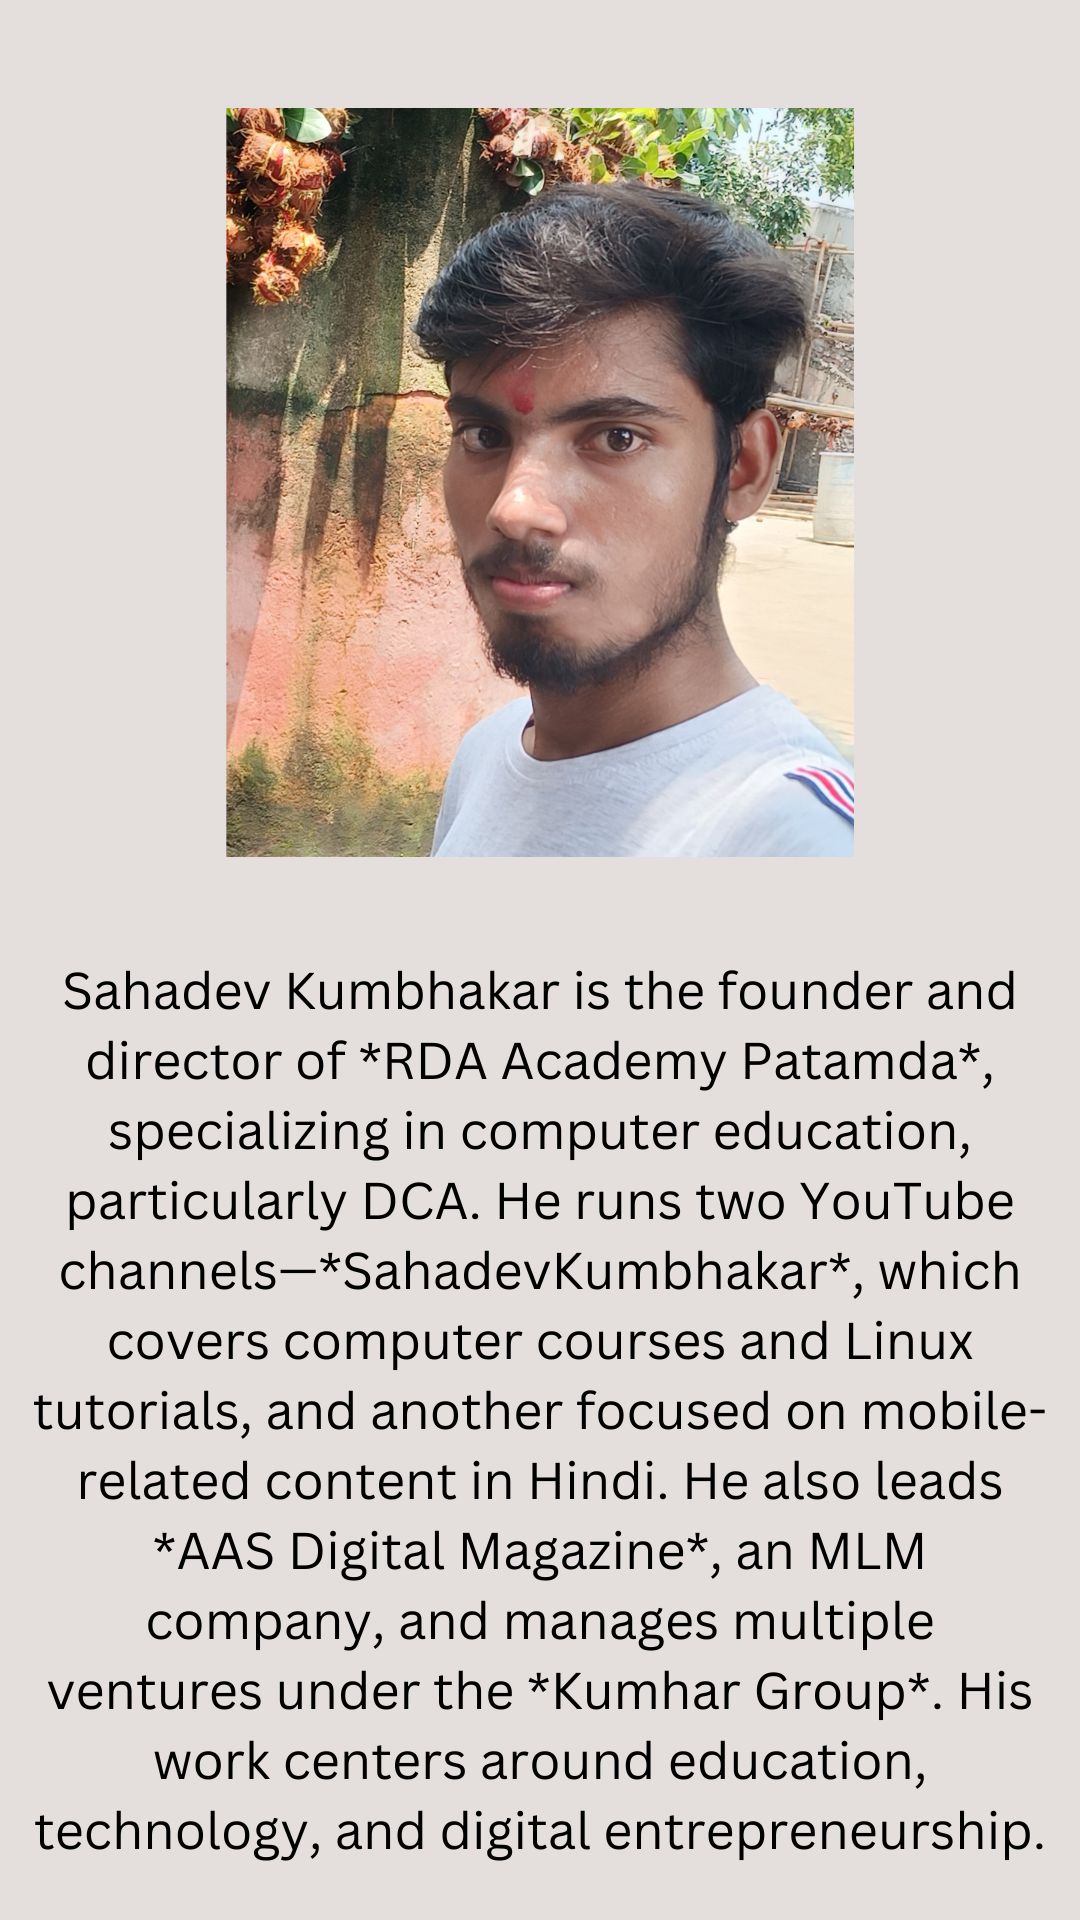 Sahadev Kumbhakar is the founder and
director of *RDA Academy Patamda*,
specializing in computer education,
particularly DCA. He runs two YouTube
channels—*SahadevKumbhakar*, which
covers computer courses and Linux
tutorials, and another focused on mobile-
related content in Hindi. He also leads
*AAS Digital Magazine*, an MLM
company, and manages multiple
ventures under the *Kumhar Group*. His
work centers around education,
technology, and digital entrepreneurship.